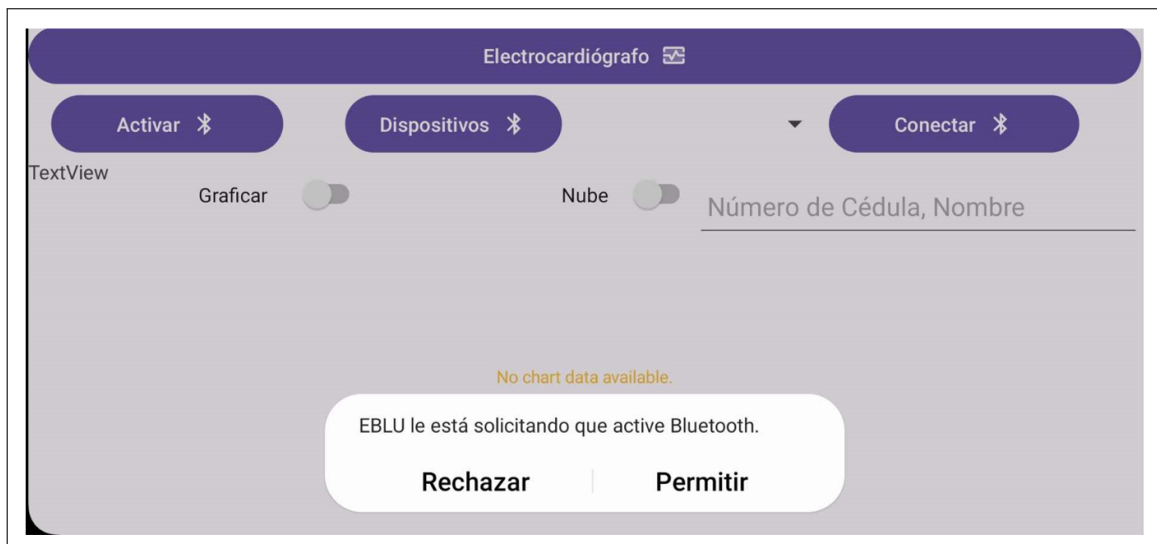 Electrocardiógrafo
Activar
Dispositivos
Conectar
TextView
Graficar
Nube
Número de Cédula, Nombre
No chart data available.
EBLU le está solicitando que active Bluetooth.
Rechazar
Permitir